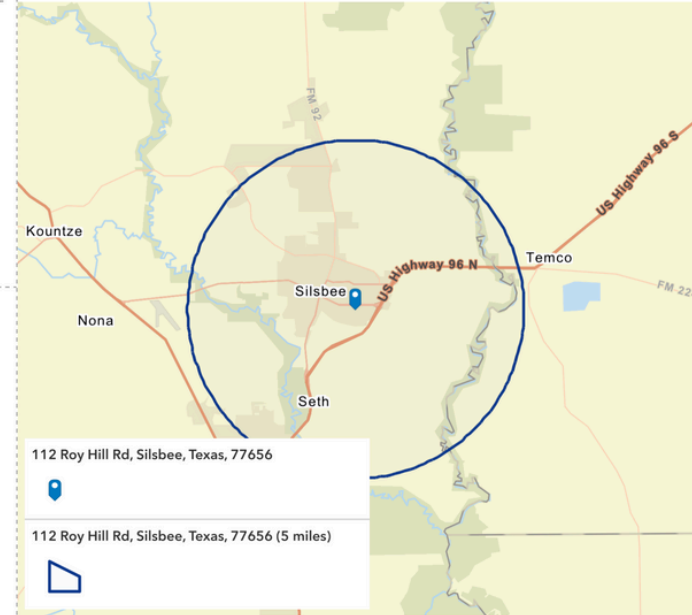 FM 92
US Highway 96 S
Kountze
Temco
US Highway 96 N
Silsbee
FM 22
Nona
Seth
112 Roy Hill Rd, Silsbee, Texas, 77656
112 Roy Hill Rd, Silsbee, Texas, 77656 (5 miles)